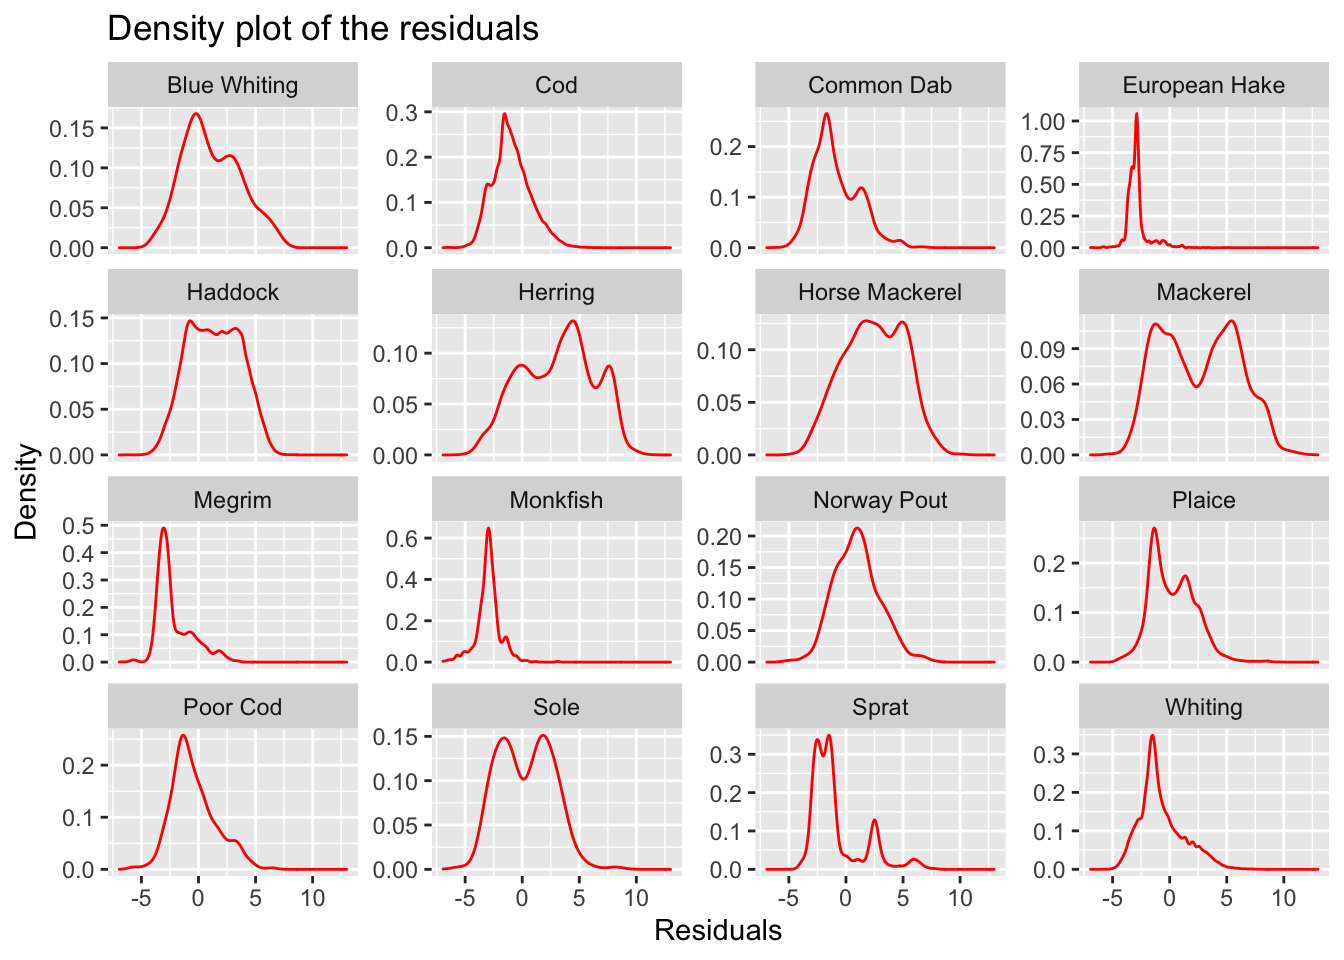 Density plot of the residuals
Blue Whiting Cod Common Dab European Hake
0.15 0.10 0.05 0.00
0.3 0.2 0.1 0.0
0.2 0.1 0.0
1.00 0.75 0.50 0.25 0.00
Haddock Herring Horse Mackerel Mackerel
0.15 0.10 0.05 0.00
0.10 0.05 0.00
0.10 0.05 0.00
0.09 0.06 0.03 0.00
Density
Megrim Monkfish Norway Pout Plaice
0.5 0.4 0.3 0.2 0.1 0.0
0.6 0.4 0.2 0.0
0.20 0.15 0.10 0.05 0.00
0.2 0.1 0.0
Poor Cod Sole Sprat Whiting
0.2 0.1 0.0
0.15 0.10 0.05 0.00
0.3 0.2 0.1 0.0
0.3 0.2 0.1 0.0
-5 0 5 10 -5 0 5 10 -5 0 5 10 -5 0 5 10
Residuals